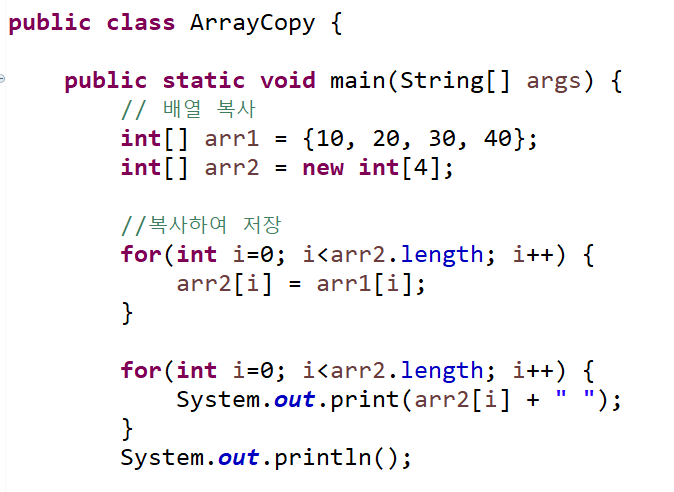 public class ArrayCopy {
public static void main(String[] args) {
// 배열 복사
int[] arr1 = {10, 20, 30, 40};
int[] arr2 = new int[4];
//복사하여 저장
for(int i=0; i<arr2.length; i++) {
arr2[i] = arr1[i];
}
for(int i=0; i<arr2.length; i++) {
System.out.print(arr2[i] + " ");
}
System.out.println();